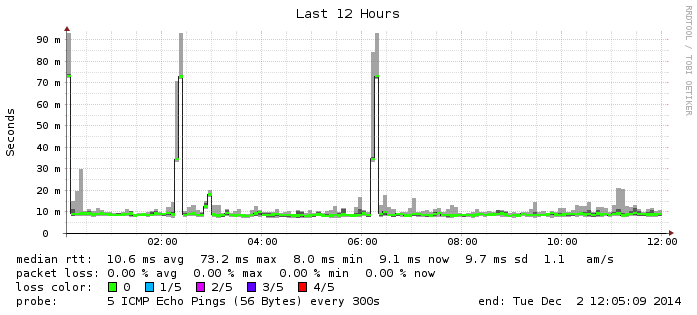 Last 12 Hours
RRDTOOL / TOBI OETIKER
Seconds
90 m
80 m
70 m
60 m
50 m
40 m
30 m
20 m
10 m
0
02:00 04:00 06:00 08:00 10:00 12:00
median rtt: 10.6 ms avg 73.2 ms max 8.0 ms min 9.1 ms now 9.7 ms sd 1.1 am/s
packet loss: 0.00 % avg 0.00 % max 0.00 % min 0.00 % now
loss color: 0 1/5 2/5 3/5 4/5
probe: 5 ICMP Echo Pings (56 Bytes) every 300s end: Tue Dec 2 12:05:09 2014